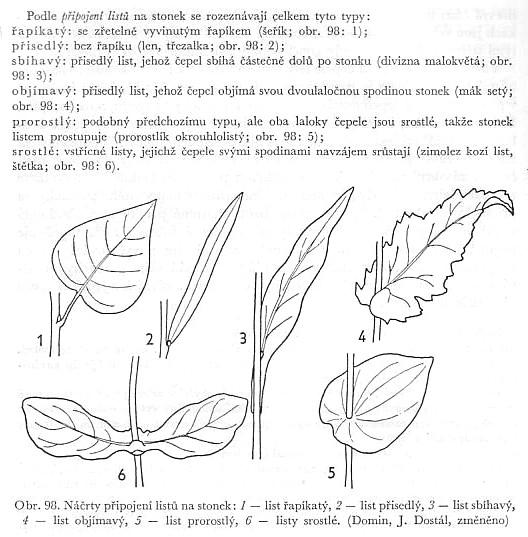 Podle připojení listů na stonek se rozeznávají celkem tyto typy:
řapíkatý: se zřetelně vyvinutým řapíkem (šeřík; obr. 98: 1);
přisedlý: bez řapíku (len, třezalka; obr. 98: 2);
sbíhavý: přisedlý list, jehož čepel sbíhá částečně dolů po stonku (divizna malokvětá; obr.
98: 3);
objímavý: přisedlý list, jehož čepel objímá svou dvoulaločnou spodinou stonek (mák setý;
obr. 98: 4);
prorostlý: podobný předchozímu typu, ale oba laloky čepele jsou srostlé, takže stonek
listem prostupuje (prorostlík okrouhlolistý; obr. 98: 5);
srostlé: vstřícné listy, jejichž čepele svými spodinami navzájem srůstají (zimolez kozí list,
štětka; obr. 98: 6).
1
2
3
4
6
5
Obr. 98. Náčrty připojení listů na stonek: 1 — list řapíkatý, 2 — list přisedlý, 3 — list sbíhavý,
4 — list objímavý, 5 — list prorostlý, 6 — listy srostlé. (Domin, J. Dostál, změněno)